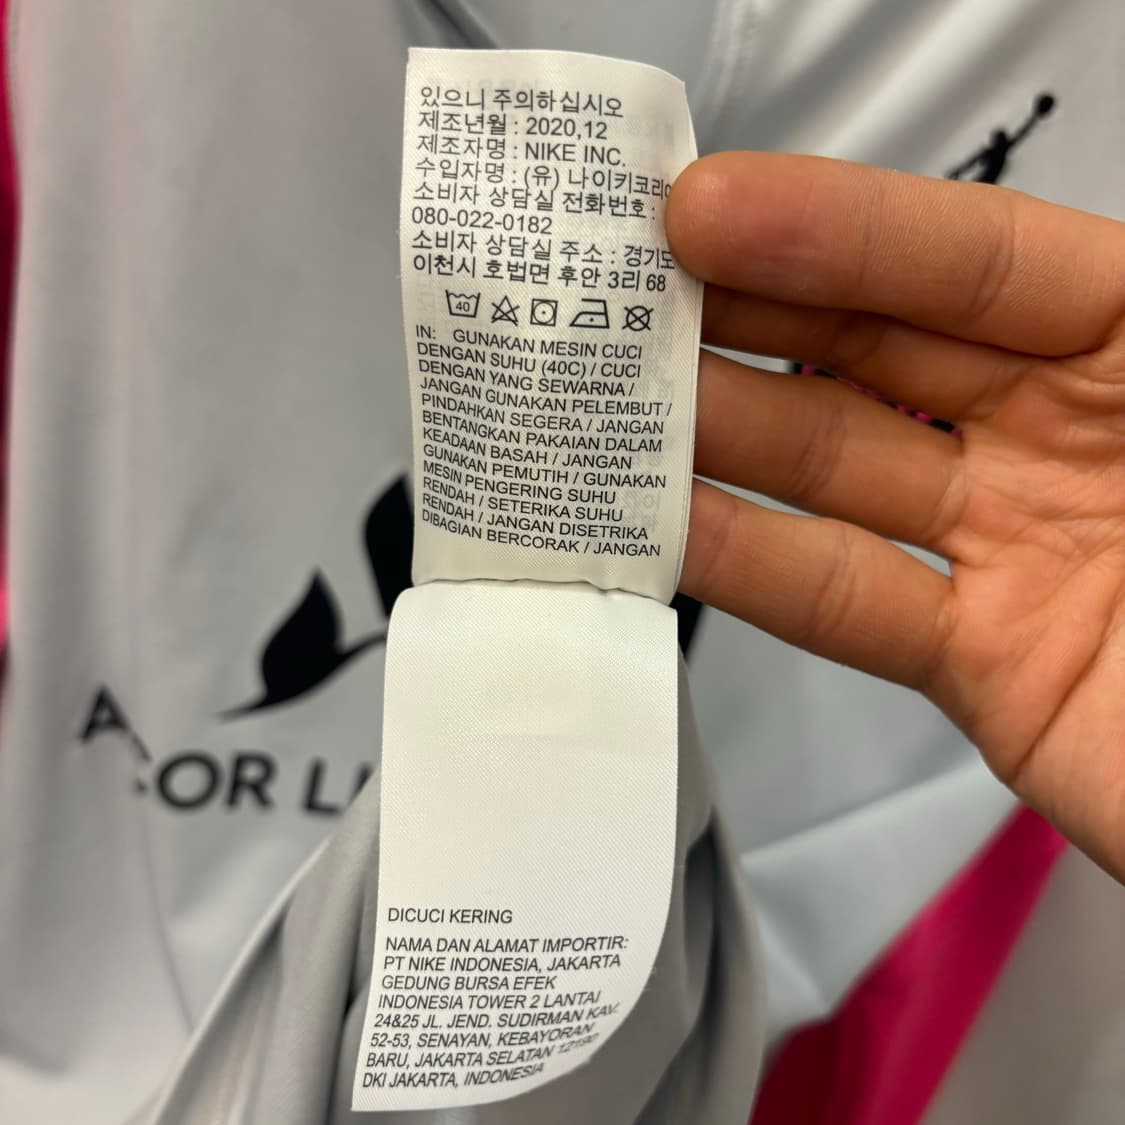 있으니 주의하십시오
제조년월 : 2020,12
제조자명 : NIKE INC.
수입자명 : (유) 나이키코리아
소비자 상담실 전화번호 :
080-022-0182
소비자 상담실 주소 : 경기도
이천시 호법면 후안 3리 68
40
IN: GUNAKAN MESIN CUCI
DENGAN SUHU (40C) / CUCI
DENGAN YANG SEWARNA /
JANGAN GUNAKAN PELEMBUT /
PINDAHKAN SEGERA / JANGAN
BENTANGKAN PAKAIAN DALAM
KEADAAN BASAH / JANGAN
GUNAKAN PEMUTIH / GUNAKAN
MESIN PENGERING SUHU
RENDAH / SETERIKA SUHU
RENDAH / JANGAN DISETRIKA
DIBAGIAN BERCORAK / JANGAN
OR
DICUCI KERING
NAMA DAN ALAMAT IMPORTIR:
PT NIKE INDONESIA, JAKARTA
GEDUNG BURSA EFEK
INDONESIA TOWER 2 LANTAI
24&25 JL. JEND. SUDIRMAN KAV.
52-53, SENAYAN, KEBAYORAN
BARU, JAKARTA SELATAN 12190
DKI JAKARTA, INDONESIA